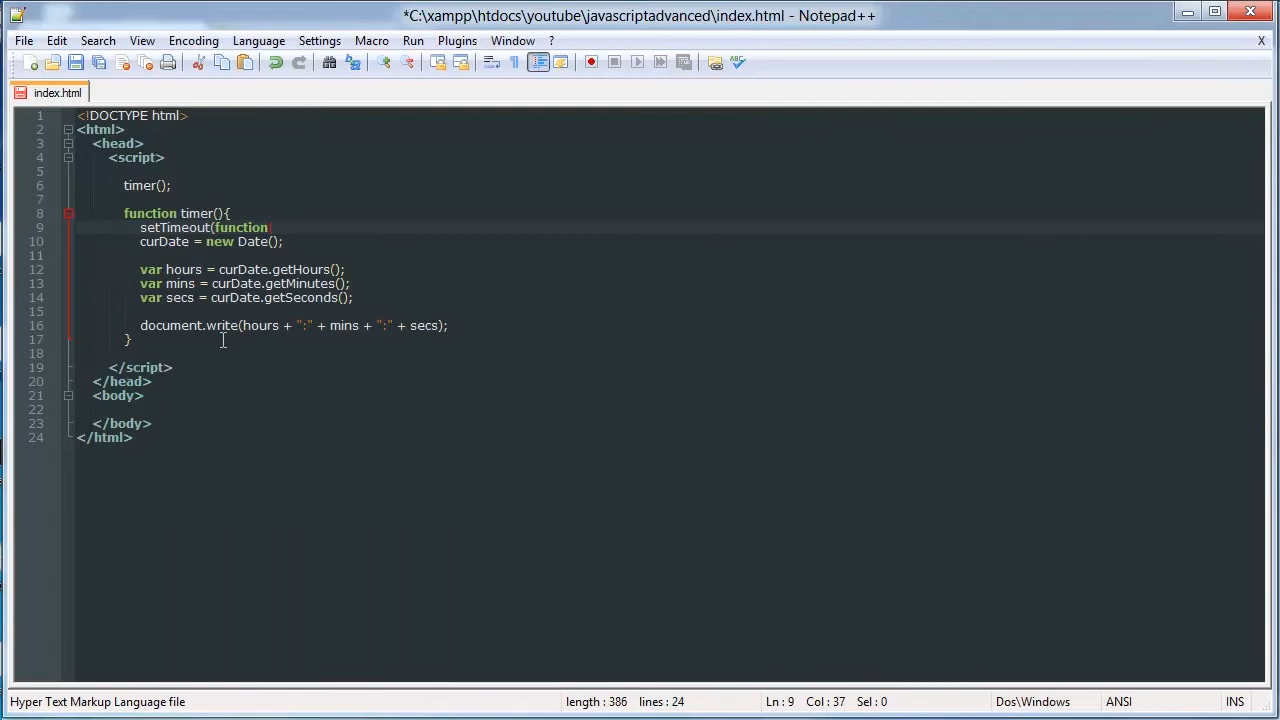 *C:\xampp\htdocs\youtube\javascriptadvanced\index.html - Notepad++
File Edit Search View Encoding Language Settings Macro Run Plugins Window ? X
index.html
1 <!DOCTYPE html>
2 <html>
3 <head>
4 <script>
5
6 timer();
7
8 function timer(){
9 setTimeout(function(
10 curDate = new Date();
11
12 var hours = curDate.getHours();
13 var mins = curDate.getMinutes();
14 var secs = curDate.getSeconds();
15
16 document.write(hours + ":" + mins + ":" + secs);
17 }
18
19 </script>
20 </head>
21 <body>
22
23 </body>
24 </html>
Hyper Text Markup Language file length : 386 lines : 24 Ln : 9 Col : 37 Sel : 0 Dos\Windows ANSI INS